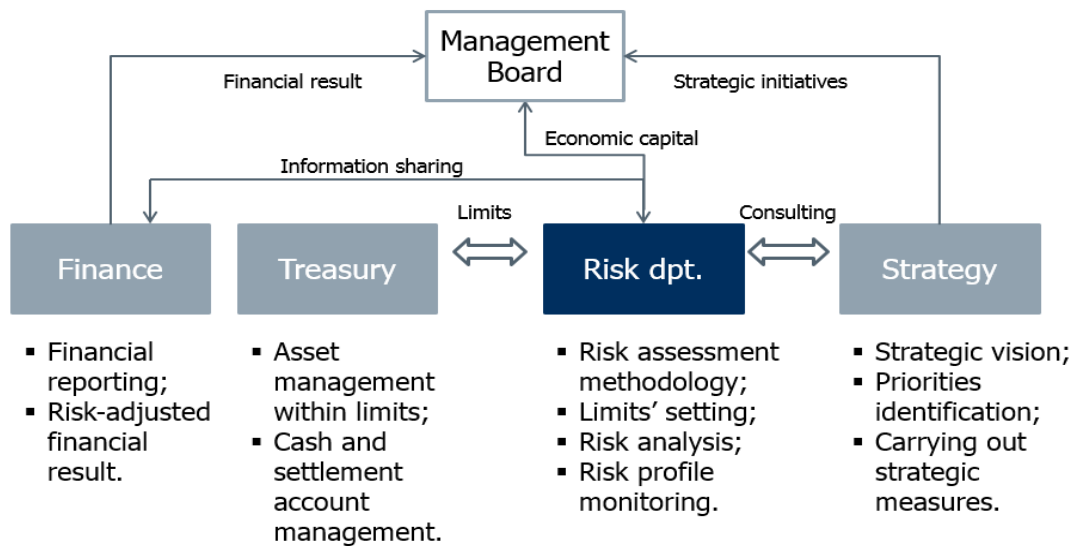 Management
Board
Financial result
Strategic initiatives
Economic capital
Information sharing
Limits
Consulting
Finance
Treasury
Risk dpt.
Strategy
▪ Financial
reporting;
▪ Risk-adjusted
financial
result.
▪ Asset
management
within limits;
▪ Cash and
settlement
account
management.
▪ Risk assessment
methodology;
▪ Limits’ setting;
▪ Risk analysis;
▪ Risk profile
monitoring.
▪ Strategic vision;
▪ Priorities
identification;
▪ Carrying out
strategic
measures.